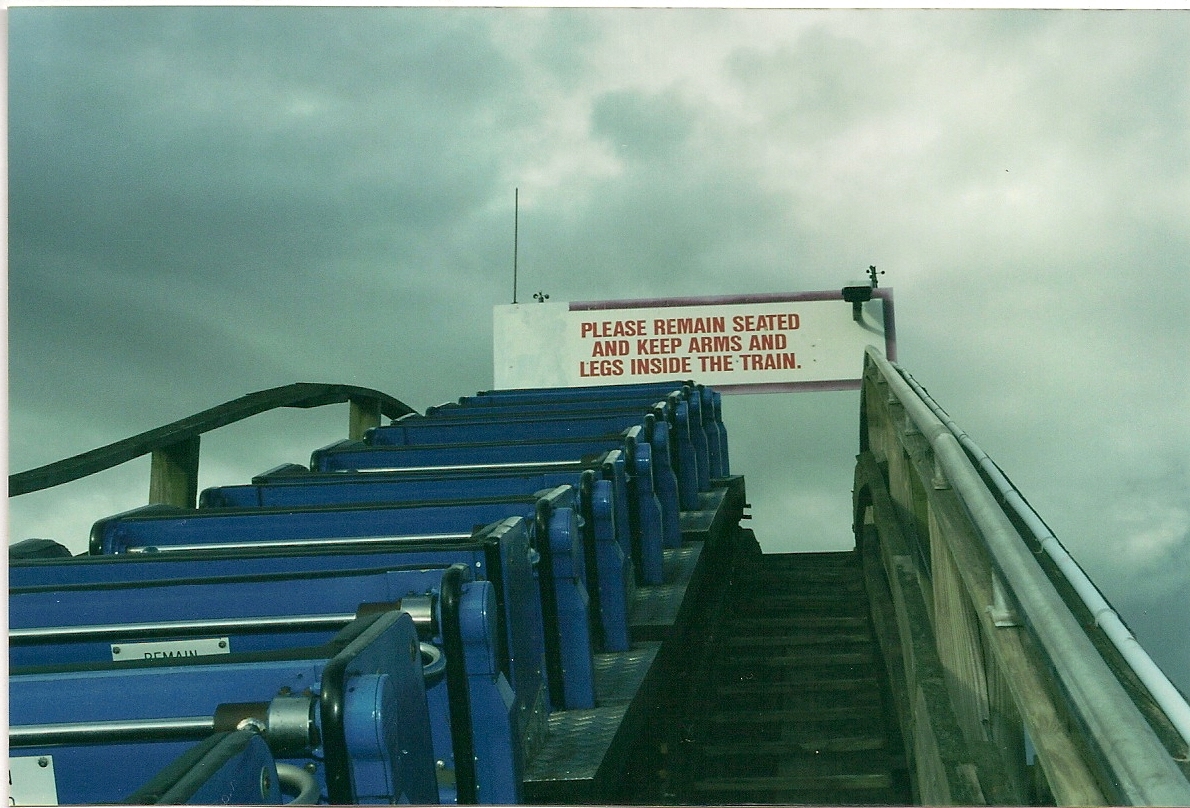 PLEASE REMAIN SEATED
AND KEEP ARMS AND
LEGS INSIDE THE TRAIN.
REMAIN